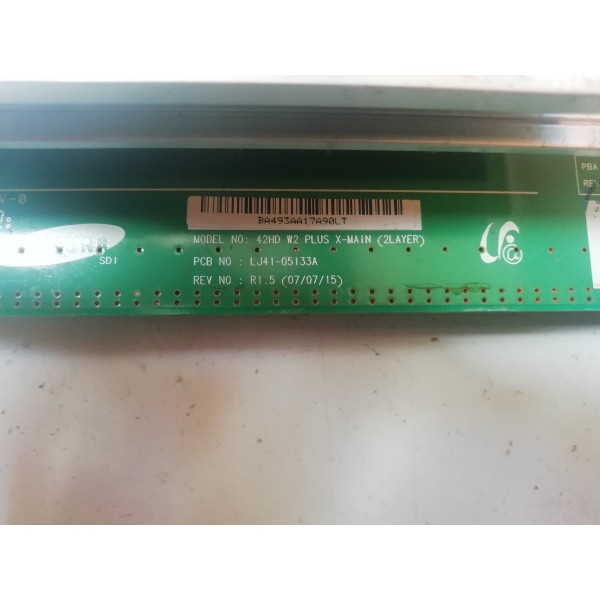 V-0
BA493AA17A90LT
MODEL NO: 42HD W2 PLUS X-MAIN (2LAYER)
PCB NO : LJ41-05133A
REV NO : R1.5 (07/07/15)
SDI
PBA